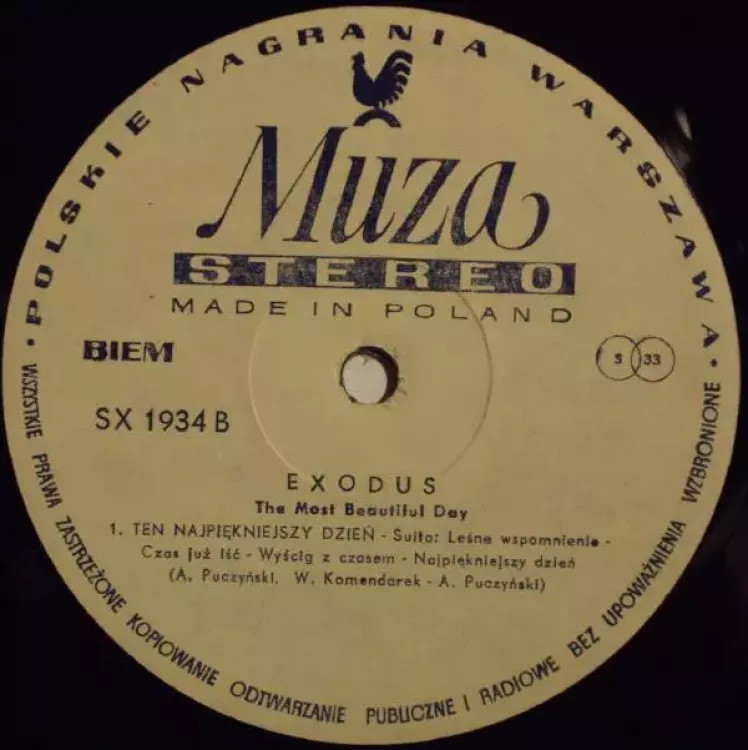 • POLSKIE NAGRANIA WARSZAWA •
Muza
STEREO
MADE IN POLAND
BIEM
S 33
SX 1934 B
EXODUS
The Most Beautiful Day
1. TEN NAJPIĘKNIEJSZY DZIEŃ - Suita: Leśne wspomnienie -
Czas już iść - Wyścig z czasem - Najpiękniejszy dzień
(A. Puczyński, W. Komendarek - A. Puczyński)
WSZYSTKIE PRAWA ZASTRZEŻONE KOPIOWANIE ODTWARZANIE PUBLICZNE I RADIOWE BEZ UPOWAŻNIENIA WZBRONIONE